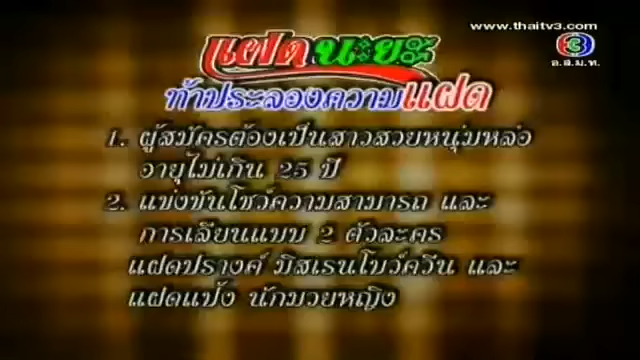 www.thaitv3.com
3
อ.ส.ม.ท.
แฝดนะยะ
ท้าประลองความแฝด
1. ผู้สมัครต้องเป็นสาวสวยหนุ่มหล่อ
อายุไม่เกิน 25 ปี
2. แข่งขันโชว์ความสามารถ และ
การเลียนแบบ 2 ตัวละคร
แฝดปรางค์ มิสเรนโบว์ควีน และ
แฝดแป้ง นักมวยหญิง